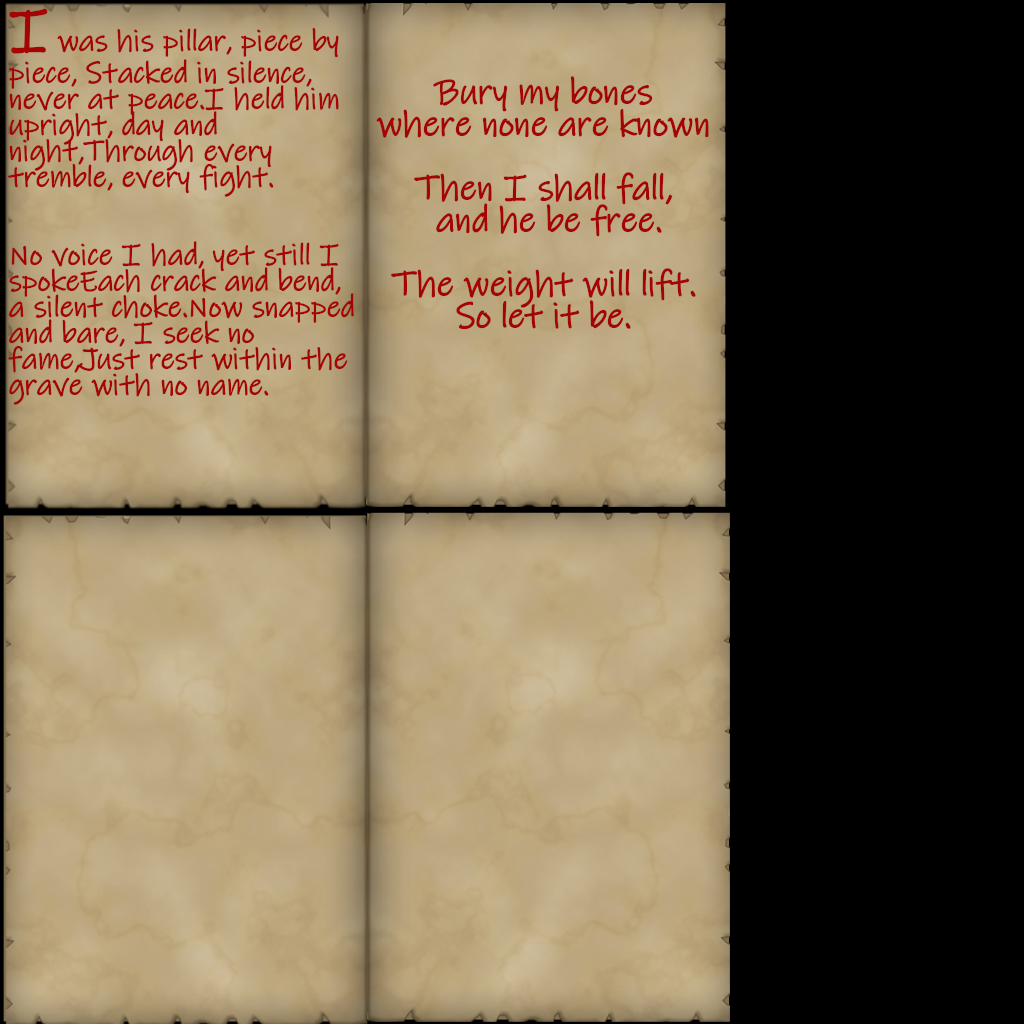 I was his pillar, piece by
piece, Stacked in silence,
never at peace.I held him
upright, day and
night,Through every
tremble, every fight.
No voice I had, yet still I
spokeEach crack and bend,
a silent choke.Now snapped
and bare, I seek no
fame,Just rest within the
grave with no name.
Bury my bones
where none are known
Then I shall fall,
and he be free.
The weight will lift.
So let it be.